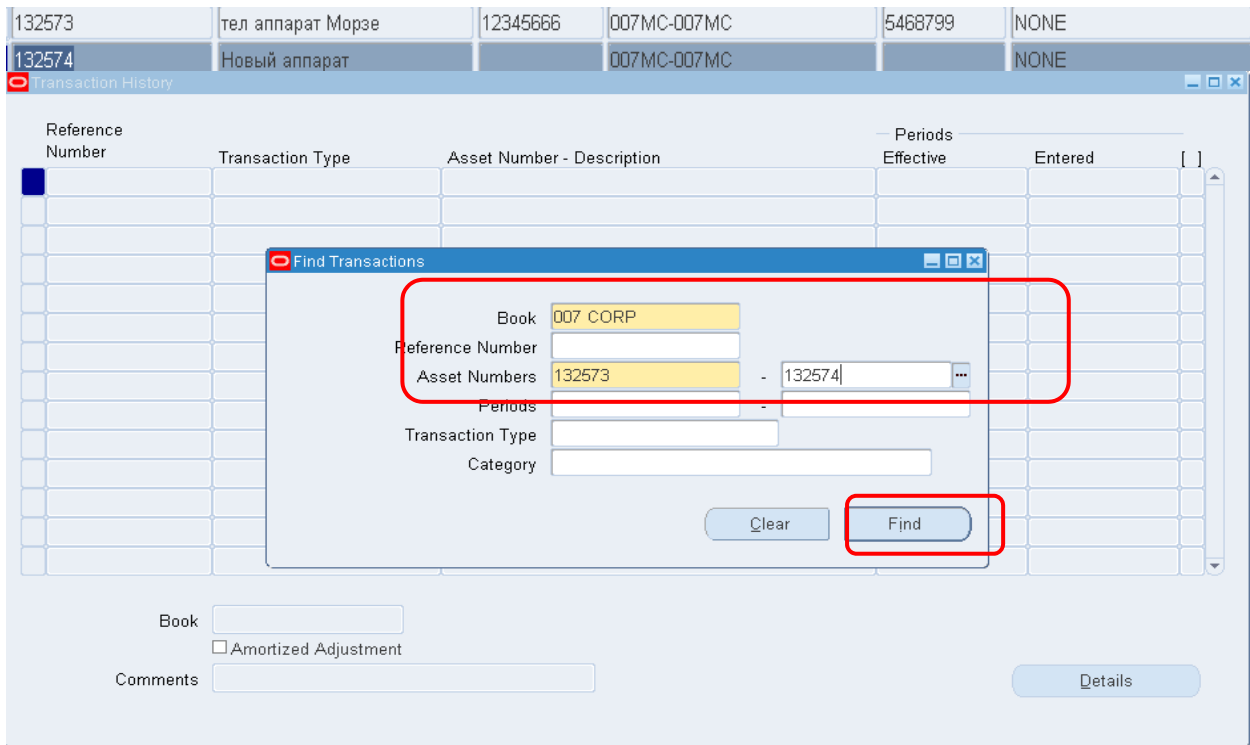 132573 тел аппарат Морзе 12345666 007MC-007MC 5468799 NONE
132574 Новый аппарат 007MC-007MC NONE
Transaction History
Reference Number Transaction Type Asset Number - Description Periods Effective Entered [ ]
Find Transactions
Book 007 CORP
Reference Number
Asset Numbers 132573 - 132574 ...
Periods -
Transaction Type
Category
Clear Find
Book
Amortized Adjustment
Comments Details